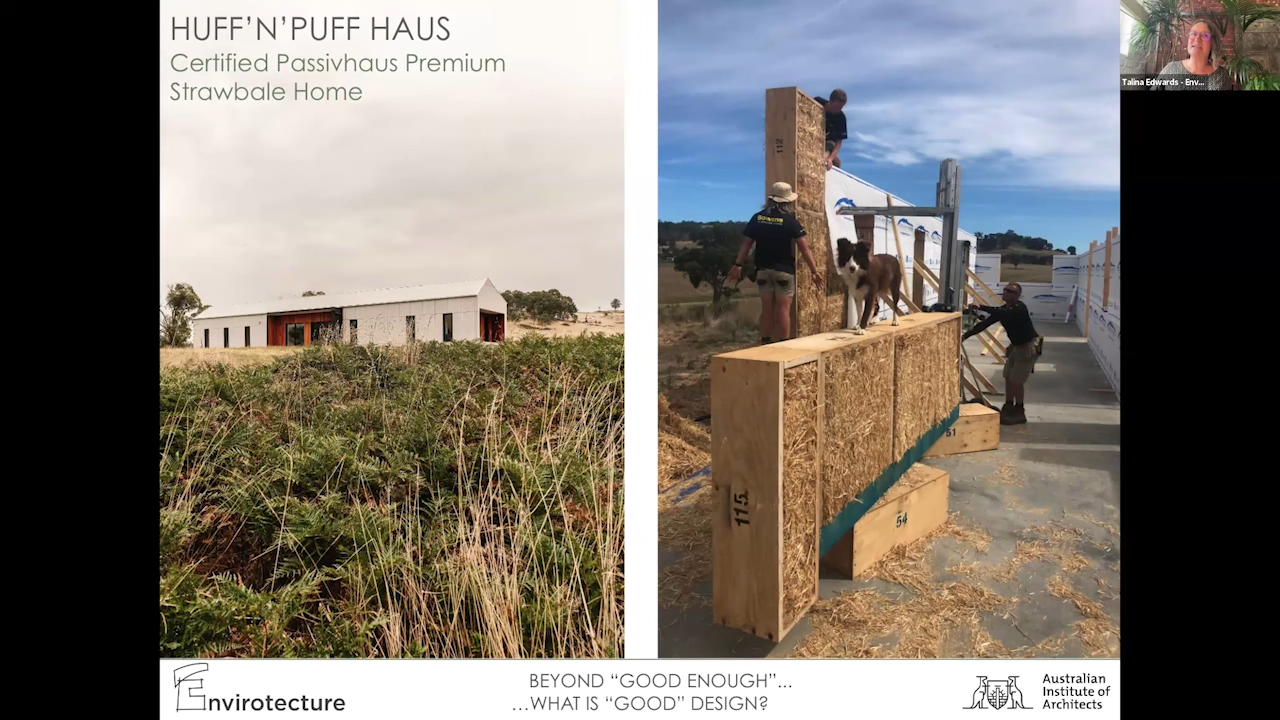 HUFF'N'PUFF HAUS
Certified Passivhaus Premium
Strawbale Home
Talina Edwards - Env...
112
115
51
54
Envirotecture
BEYOND “GOOD ENOUGH”...
...WHAT IS “GOOD” DESIGN?
Australian
Institute of
Architects